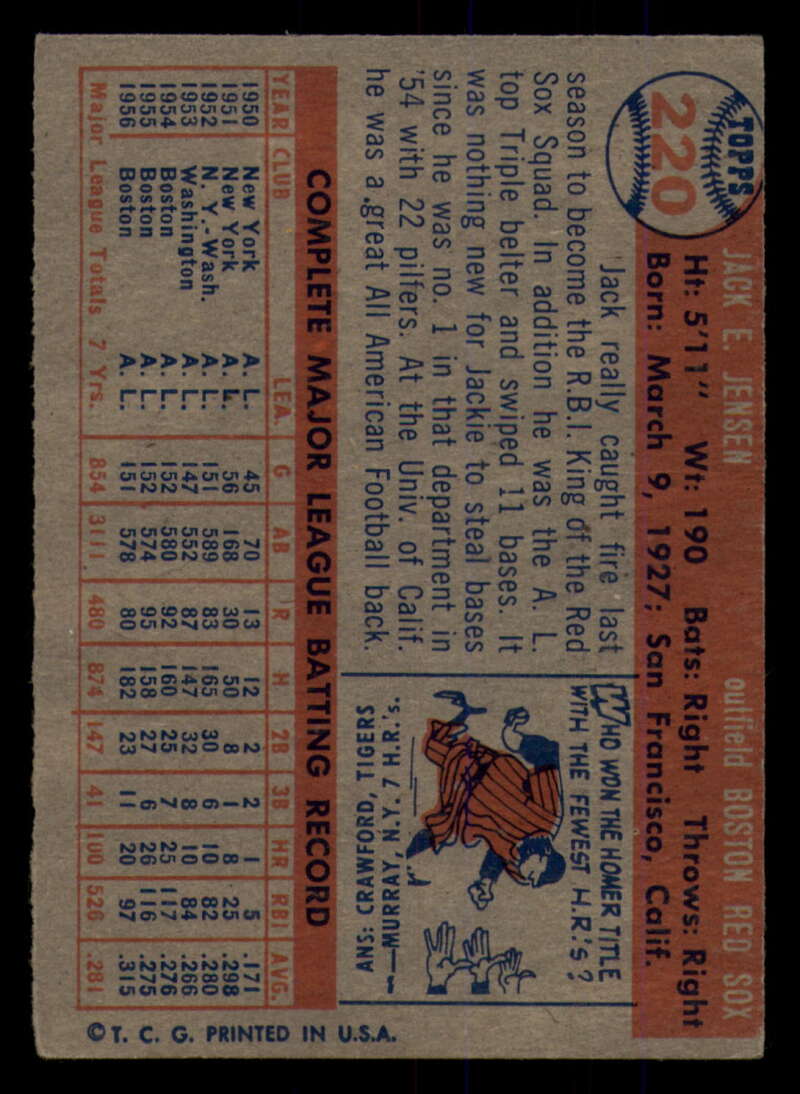 TOPPS
220
JACK E. JENSEN outfield BOSTON RED SOX
Ht: 5'11" Wt: 190 Bats: Right Throws: Right
Born: March 9, 1927; San Francisco, Calif.
Jack really caught fire last
season to become the R.B.I. King of the Red
Sox Squad. In addition he was the A. L.
top Triple belter and swiped 11 bases. It
was nothing new for Jackie to steal bases
since he was no. 1 in that department in
'54 with 22 pilfers. At the Univ. of Calif.
he was a great All American Football back.
WHO WON THE HOMER TITLE
WITH THE FEWEST H.R.'s?
ANS: CRAWFORD, TIGERS
—MURRAY, N.Y. 7 H.R.'s.
COMPLETE MAJOR LEAGUE BATTING RECORD
YEAR CLUB LEA. G AB R H 2B 3B HR RBI AVG.
1950 New York A. L. 45 70 13 12 2 2 1 5 .171
1951 New York A. L. 56 168 30 50 8 1 8 25 .298
1952 N. Y.-Wash. A. L. 151 589 83 165 30 6 10 82 .280
1953 Washington A. L. 147 552 87 147 32 8 10 84 .266
1954 Boston A. L. 152 580 92 160 25 7 25 117 .276
1955 Boston A. L. 152 574 95 158 27 6 26 116 .275
1956 Boston A. L. 151 578 80 182 23 11 20 97 .315
Major League Totals 7 Yrs. 854 3111 480 874 147 41 100 526 .281
© T. C. G. PRINTED IN U.S.A.